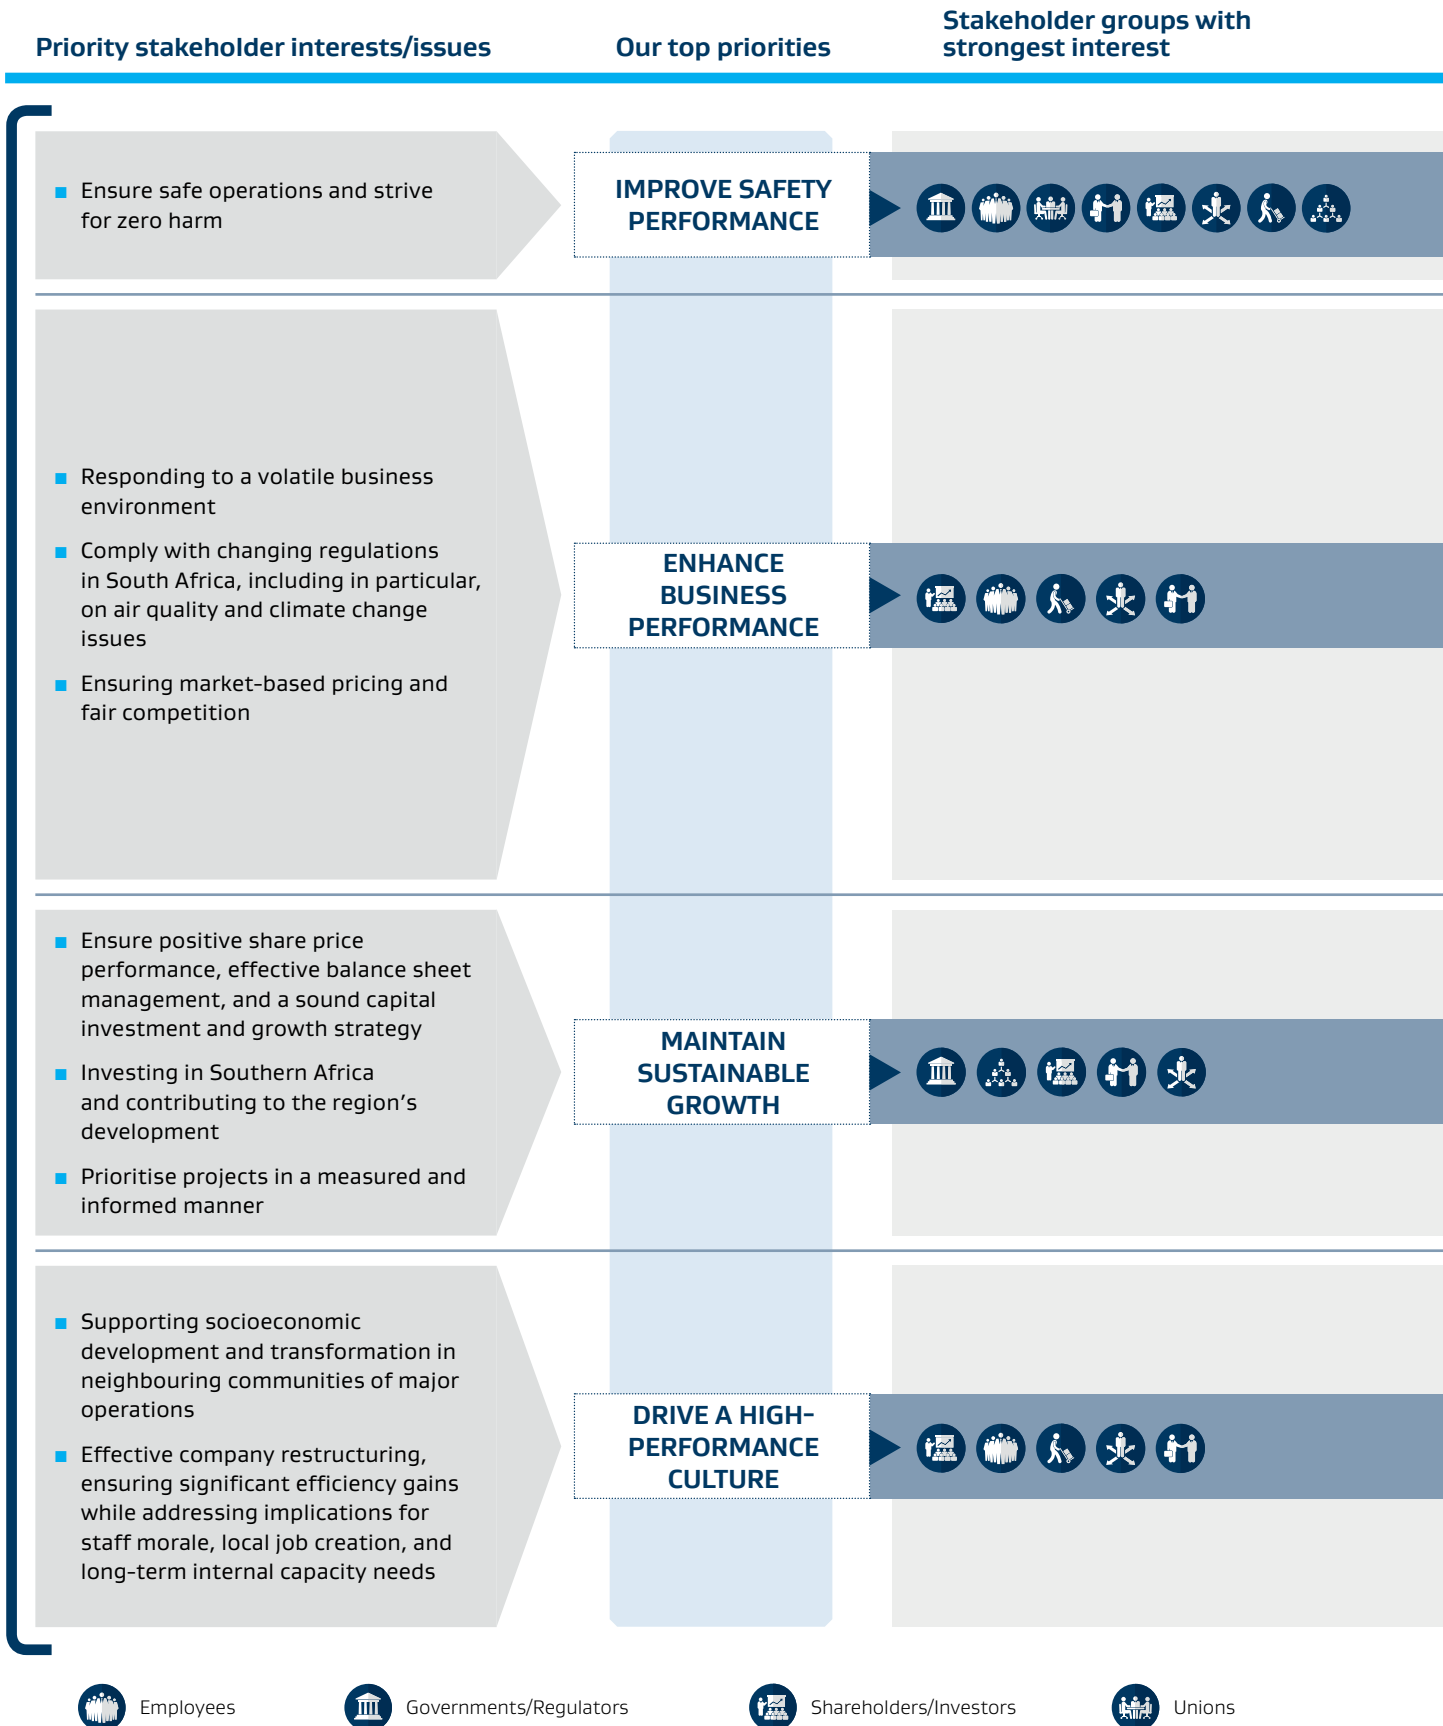 Priority stakeholder interests/issues
Our top priorities
Stakeholder groups with
strongest interest
Ensure safe operations and strive
for zero harm
IMPROVE SAFETY
PERFORMANCE
Responding to a volatile business
environment
Comply with changing regulations
in South Africa, including in particular,
on air quality and climate change
issues
Ensuring market-based pricing and
fair competition
ENHANCE
BUSINESS
PERFORMANCE
Ensure positive share price
performance, effective balance sheet
management, and a sound capital
investment and growth strategy
Investing in Southern Africa
and contributing to the region’s
development
Prioritise projects in a measured and
informed manner
MAINTAIN
SUSTAINABLE
GROWTH
Supporting socioeconomic
development and transformation in
neighbouring communities of major
operations
Effective company restructuring,
ensuring significant efficiency gains
while addressing implications for
staff morale, local job creation, and
long-term internal capacity needs
DRIVE A HIGH-
PERFORMANCE
CULTURE
Employees
Governments/Regulators
Shareholders/Investors
Unions